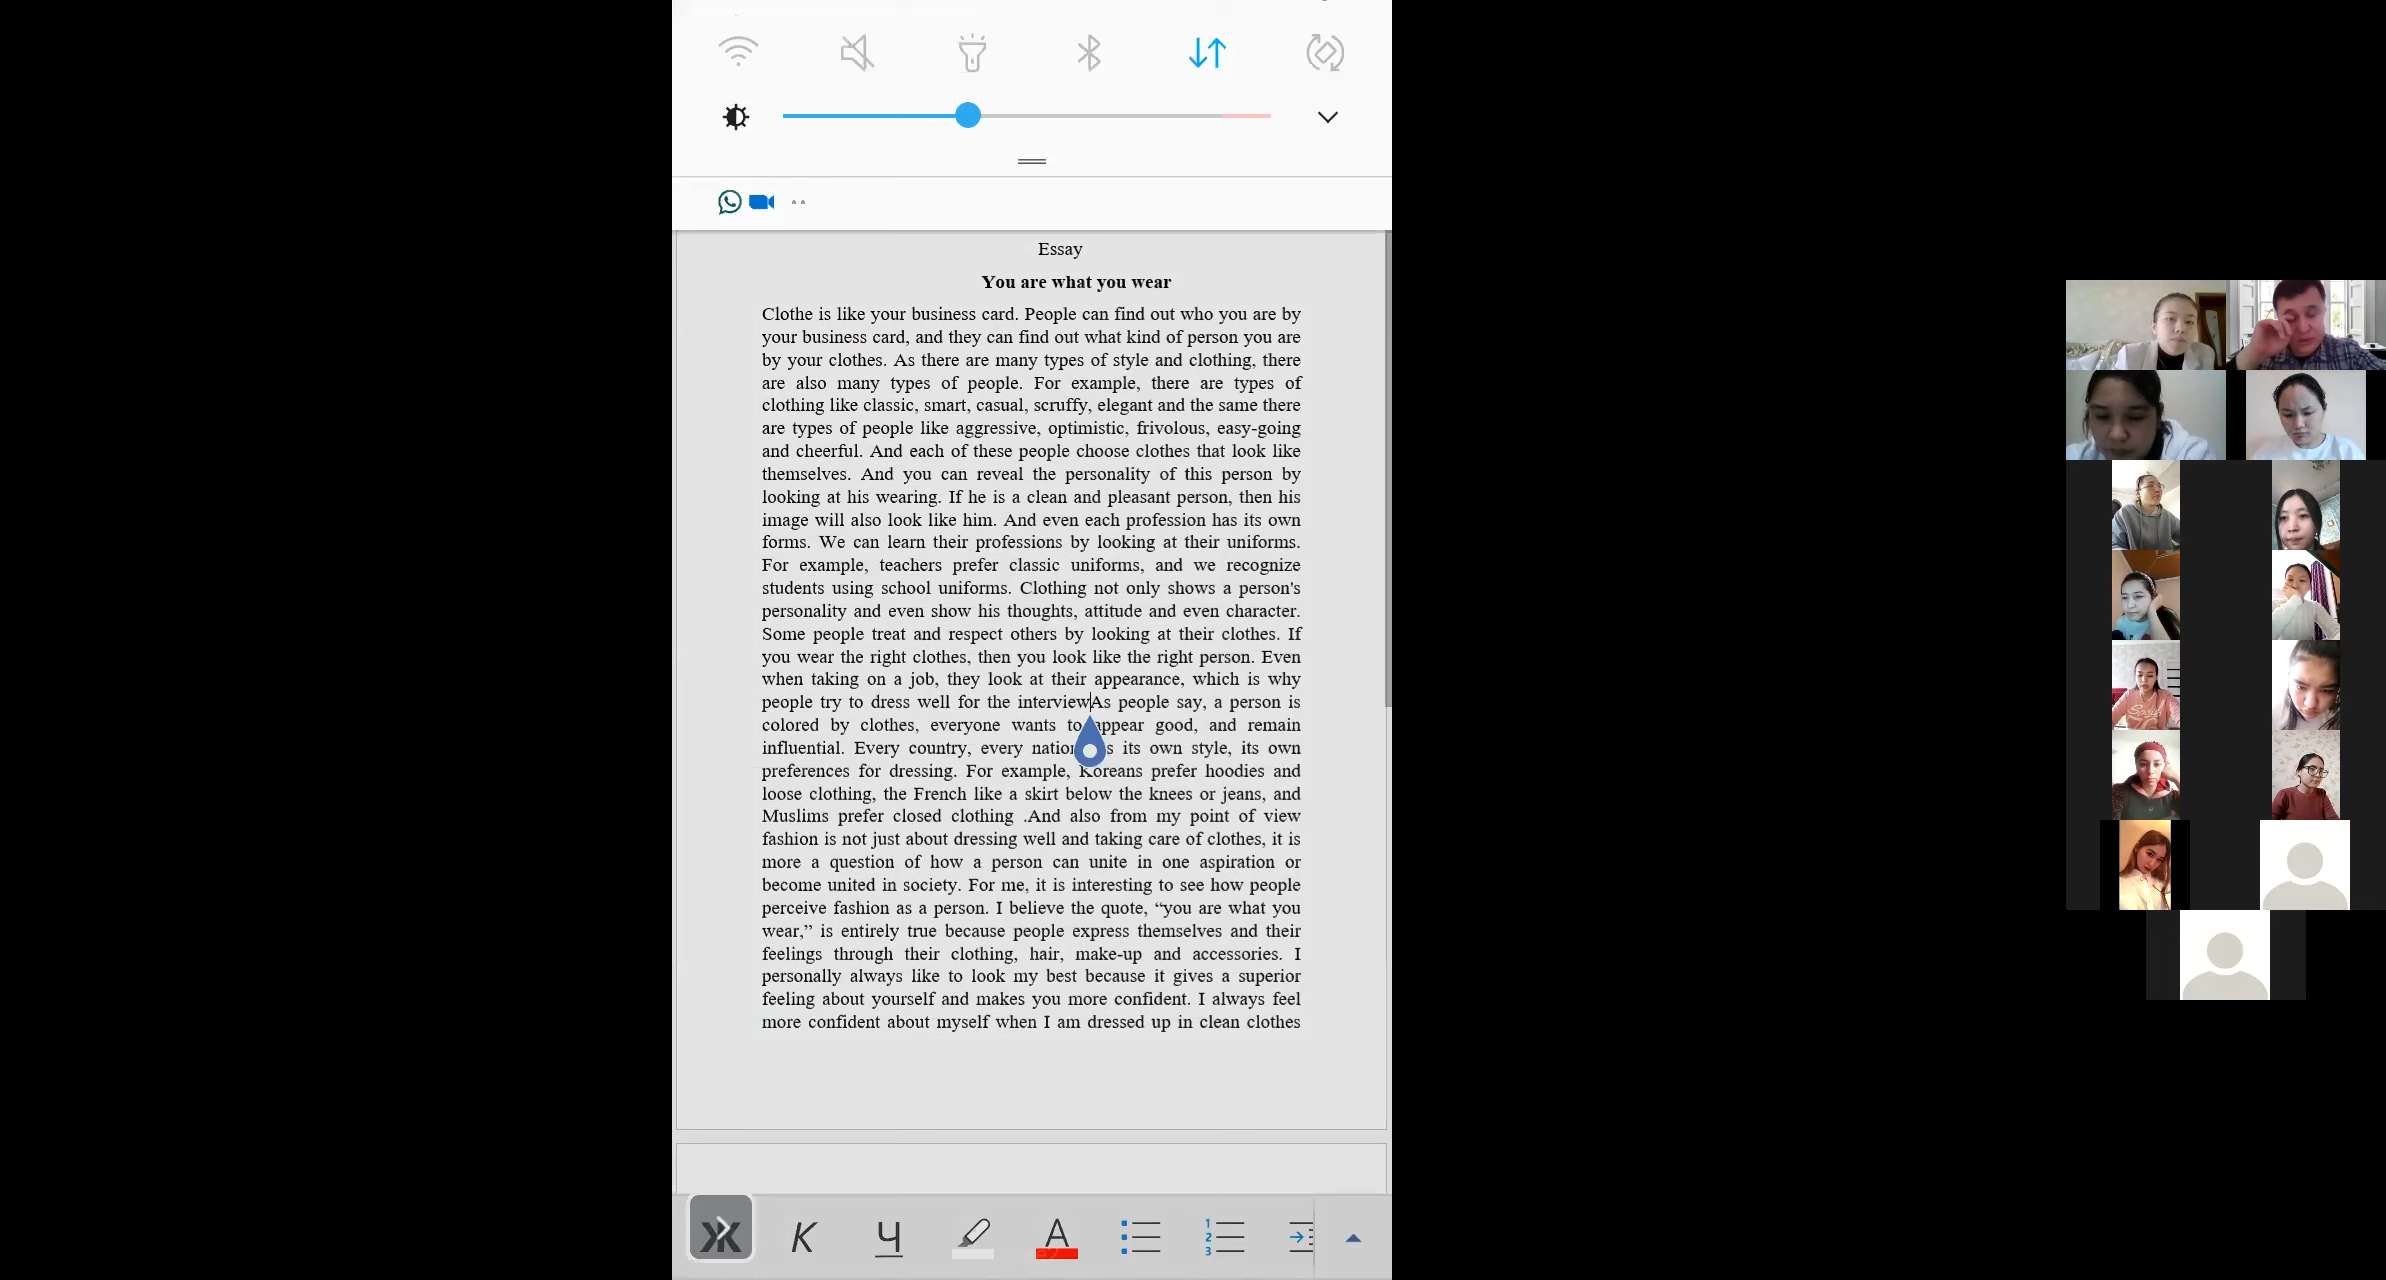 Essay
You are what you wear
Clothe is like your business card. People can find out who you are by
your business card, and they can find out what kind of person you are
by your clothes. As there are many types of style and clothing, there
are also many types of people. For example, there are types of
clothing like classic, smart, casual, scruffy, elegant and the same there
are types of people like aggressive, optimistic, frivolous, easy-going
and cheerful. And each of these people choose clothes that look like
themselves. And you can reveal the personality of this person by
looking at his wearing. If he is a clean and pleasant person, then his
image will also look like him. And even each profession has its own
forms. We can learn their professions by looking at their uniforms.
For example, teachers prefer classic uniforms, and we recognize
students using school uniforms. Clothing not only shows a person's
personality and even show his thoughts, attitude and even character.
Some people treat and respect others by looking at their clothes. If
you wear the right clothes, then you look like the right person. Even
when taking on a job, they look at their appearance, which is why
people try to dress well for the interviewAs people say, a person is
colored by clothes, everyone wants to appear good, and remain
influential. Every country, every nation its own style, its own
preferences for dressing. For example, Koreans prefer hoodies and
loose clothing, the French like a skirt below the knees or jeans, and
Muslims prefer closed clothing .And also from my point of view
fashion is not just about dressing well and taking care of clothes, it is
more a question of how a person can unite in one aspiration or
become united in society. For me, it is interesting to see how people
perceive fashion as a person. I believe the quote, “you are what you
wear,” is entirely true because people express themselves and their
feelings through their clothing, hair, make-up and accessories. I
personally always like to look my best because it gives a superior
feeling about yourself and makes you more confident. I always feel
more confident about myself when I am dressed up in clean clothes
Ж К Ч A 1 2 3